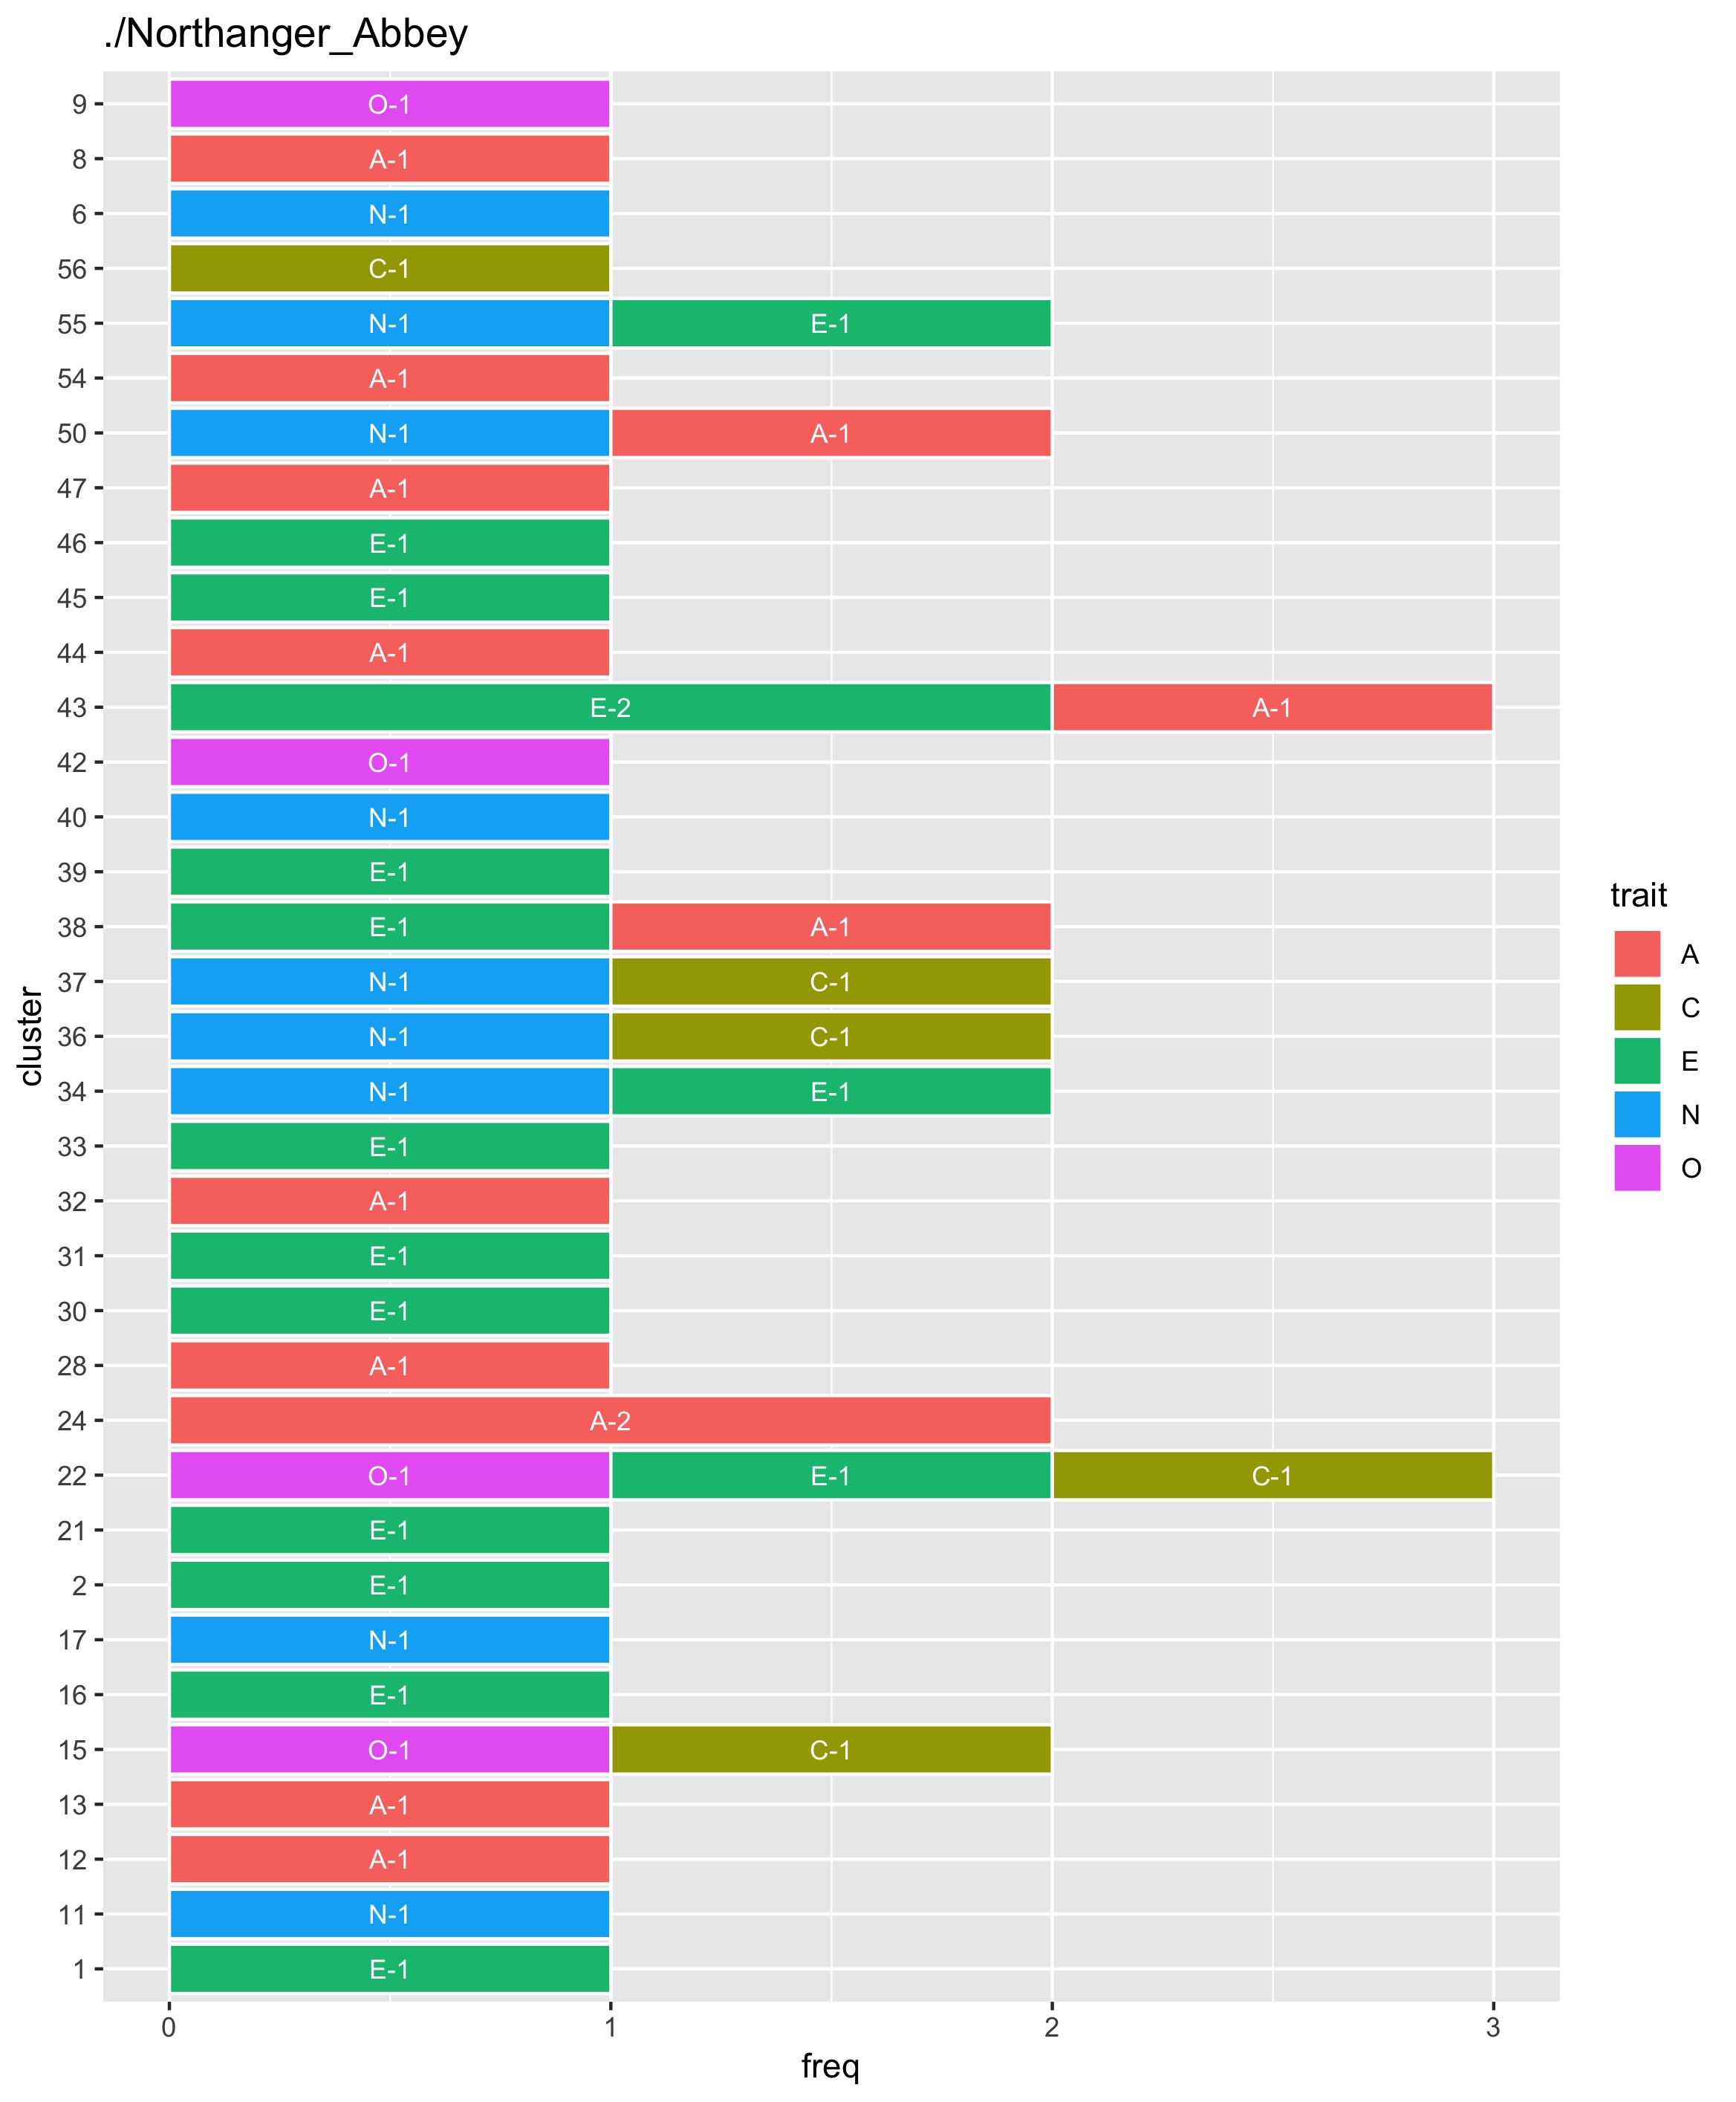 ./Northanger_Abbey
9 O-1
8 A-1
6 N-1
56 C-1
55 N-1 E-1
54 A-1
50 N-1 A-1
47 A-1
46 E-1
45 E-1
44 A-1
43 E-2 A-1
42 O-1
40 N-1
39 E-1
38 E-1 A-1
37 N-1 C-1
36 N-1 C-1
34 N-1 E-1
33 E-1
32 A-1
31 E-1
30 E-1
28 A-1
24 A-2
22 O-1 E-1 C-1
21 E-1
2 E-1
17 N-1
16 E-1
15 O-1 C-1
13 A-1
12 A-1
11 N-1
1 E-1
0 1 2 3
freq
cluster
trait
A
C
E
N
O